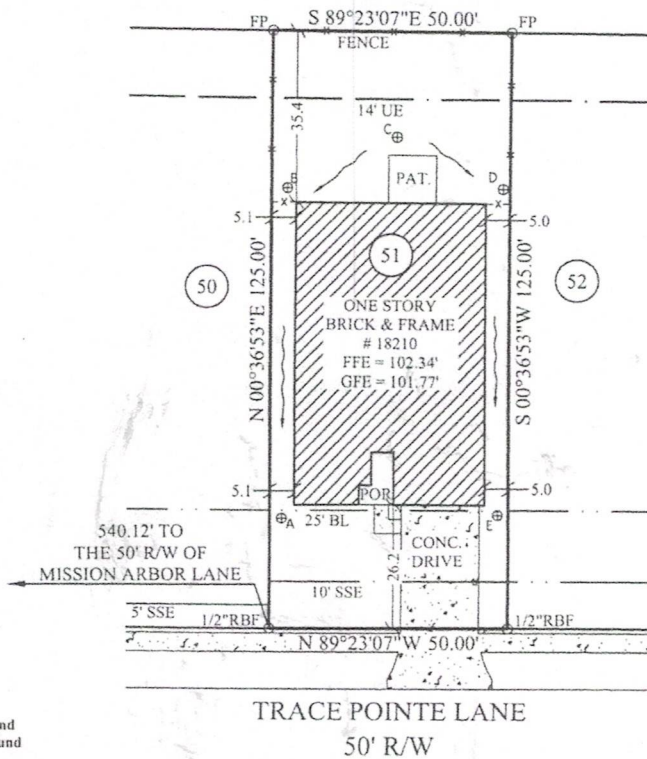 S 89°23'07"E 50.00'
FP
FP
FENCE
35.4
14' UE
C
B
D
PAT.
5.1
5.0
51
50
52
N 00°36'53"E 125.00'
S 00°36'53"W 125.00'
ONE STORY
BRICK & FRAME
# 18210
FFE = 102.34'
GFE = 101.77'
5.1
5.0
POR.
A
25' BL
E
540.12' TO
THE 50' R/W OF
MISSION ARBOR LANE
26.2
CONC.
DRIVE
10' SSE
5' SSE
1/2"RBF
1/2"RBF
N 89°23'07"W 50.00'
TRACE POINTE LANE
50' R/W